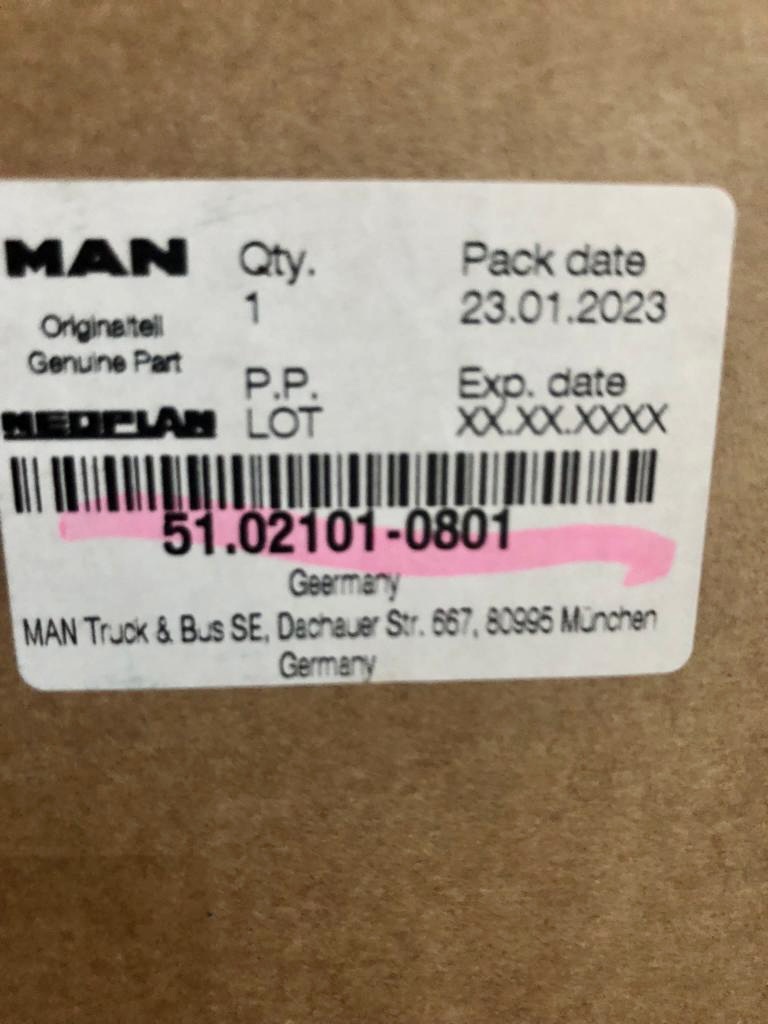 MAN
Originalteil
Genuine Part
NEOPLAN
Qty.
1
P.P.
LOT
Pack date
23.01.2023
Exp. date
XX.XX.XXXX
51.02101-0801
Geermany
MAN Truck & Bus SE, Dachauer Str. 667, 80995 München
Germany